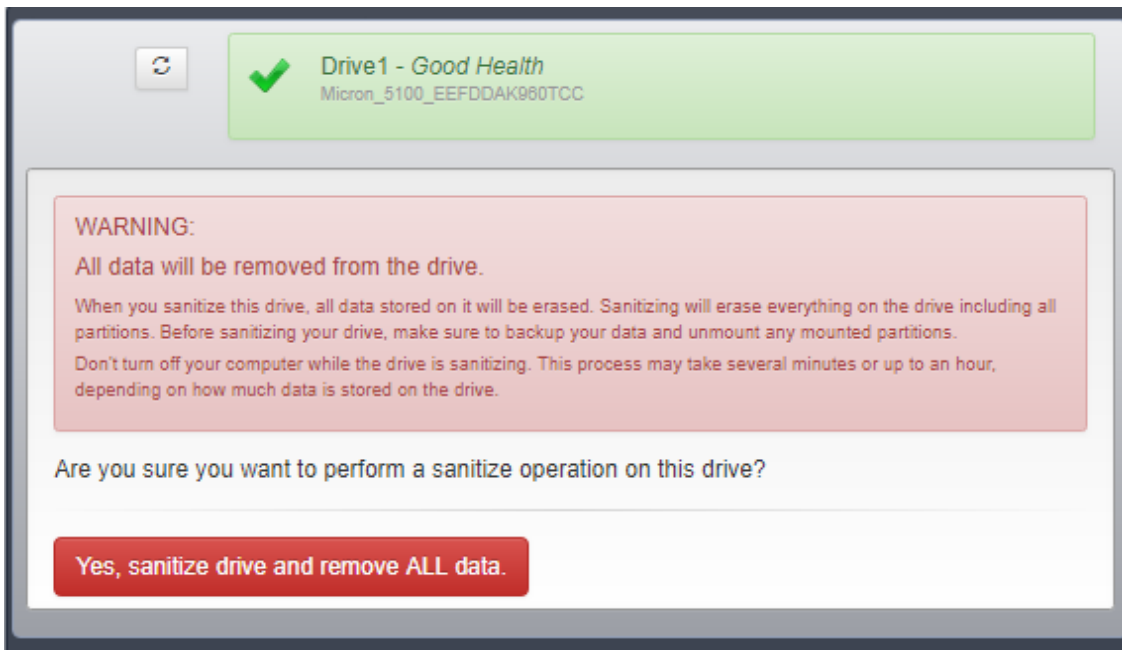 Drive1 - Good Health
Micron_5100_EEFDDAK960TCC
WARNING:
All data will be removed from the drive.
When you sanitize this drive, all data stored on it will be erased. Sanitizing will erase everything on the drive including all
partitions. Before sanitizing your drive, make sure to backup your data and unmount any mounted partitions.
Don't turn off your computer while the drive is sanitizing. This process may take several minutes or up to an hour,
depending on how much data is stored on the drive.
Are you sure you want to perform a sanitize operation on this drive?
Yes, sanitize drive and remove ALL data.